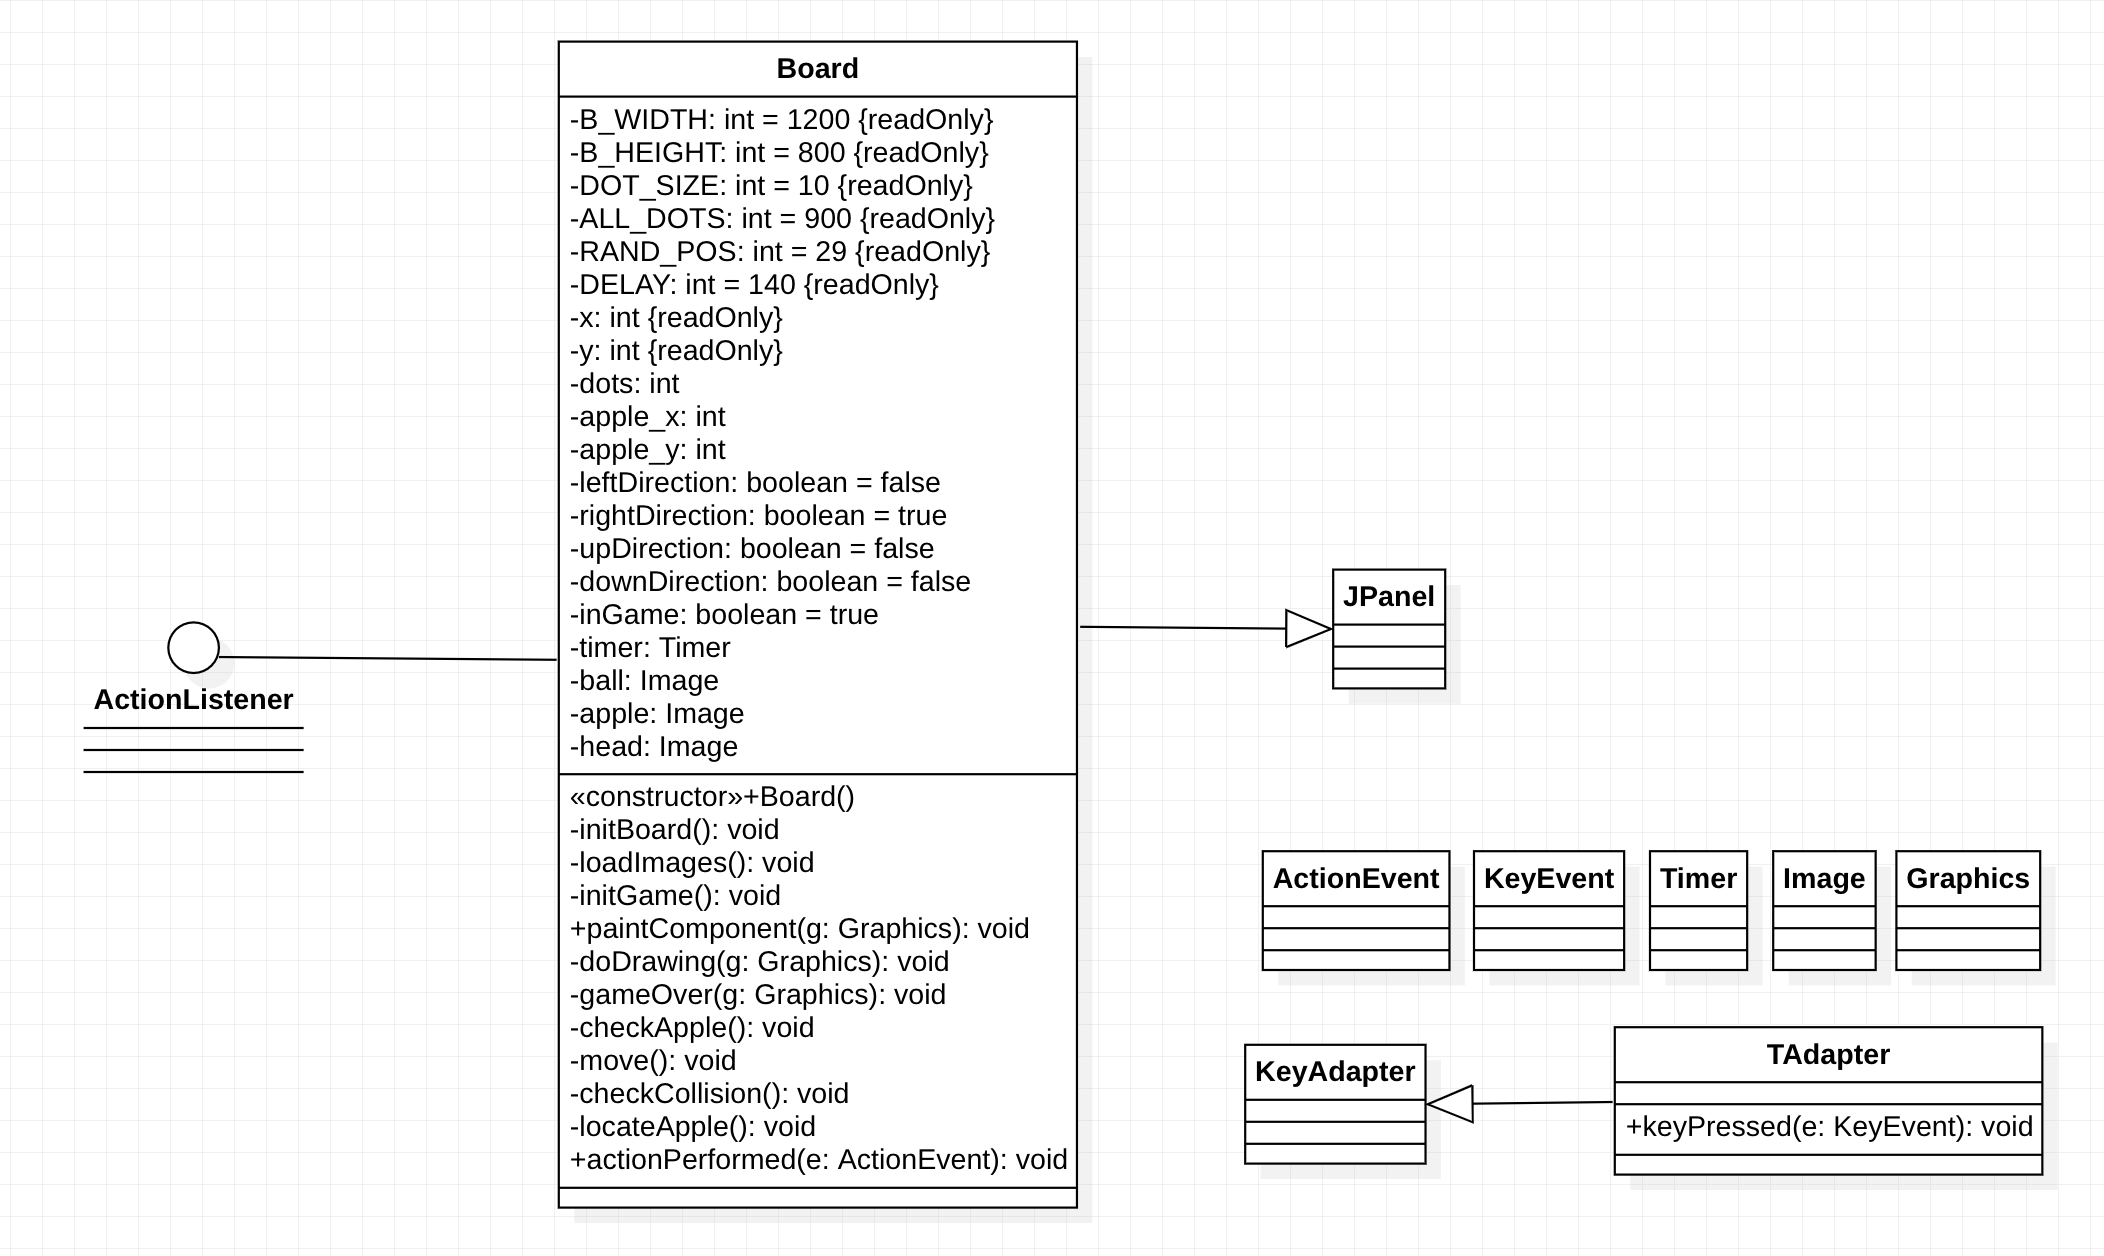 Board
-B_WIDTH: int = 1200 {readOnly}
-B_HEIGHT: int = 800 {readOnly}
-DOT_SIZE: int = 10 {readOnly}
-ALL_DOTS: int = 900 {readOnly}
-RAND_POS: int = 29 {readOnly}
-DELAY: int = 140 {readOnly}
-x: int {readOnly}
-y: int {readOnly}
-dots: int
-apple_x: int
-apple_y: int
-leftDirection: boolean = false
-rightDirection: boolean = true
-upDirection: boolean = false
-downDirection: boolean = false
-inGame: boolean = true
-timer: Timer
-ball: Image
-apple: Image
-head: Image
«constructor»+Board()
-initBoard(): void
-loadImages(): void
-initGame(): void
+paintComponent(g: Graphics): void
-doDrawing(g: Graphics): void
-gameOver(g: Graphics): void
-checkApple(): void
-move(): void
-checkCollision(): void
-locateApple(): void
+actionPerformed(e: ActionEvent): void
ActionListener
JPanel
ActionEvent
KeyEvent
Timer
Image
Graphics
KeyAdapter
TAdapter
+keyPressed(e: KeyEvent): void